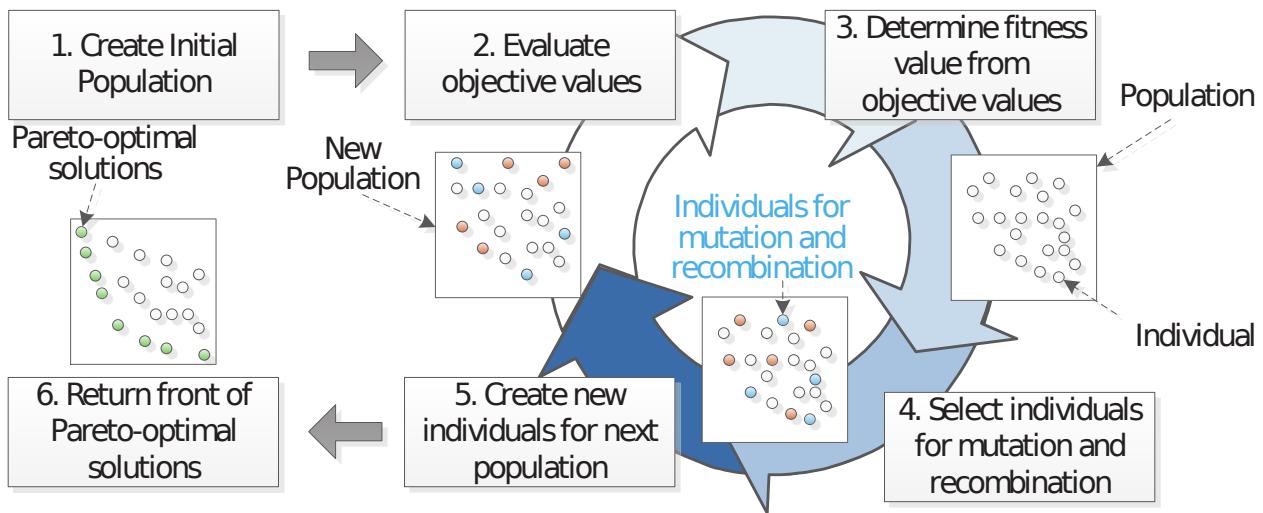 1. Create Initial
Population
2. Evaluate
objective values
3. Determine fitness
value from
objective values
Population
Pareto-optimal
solutions
New
Population
Individuals for
mutation and
recombination
Individual
6. Return front of
Pareto-optimal
solutions
5. Create new
individuals for next
population
4. Select individuals
for mutation and
recombination